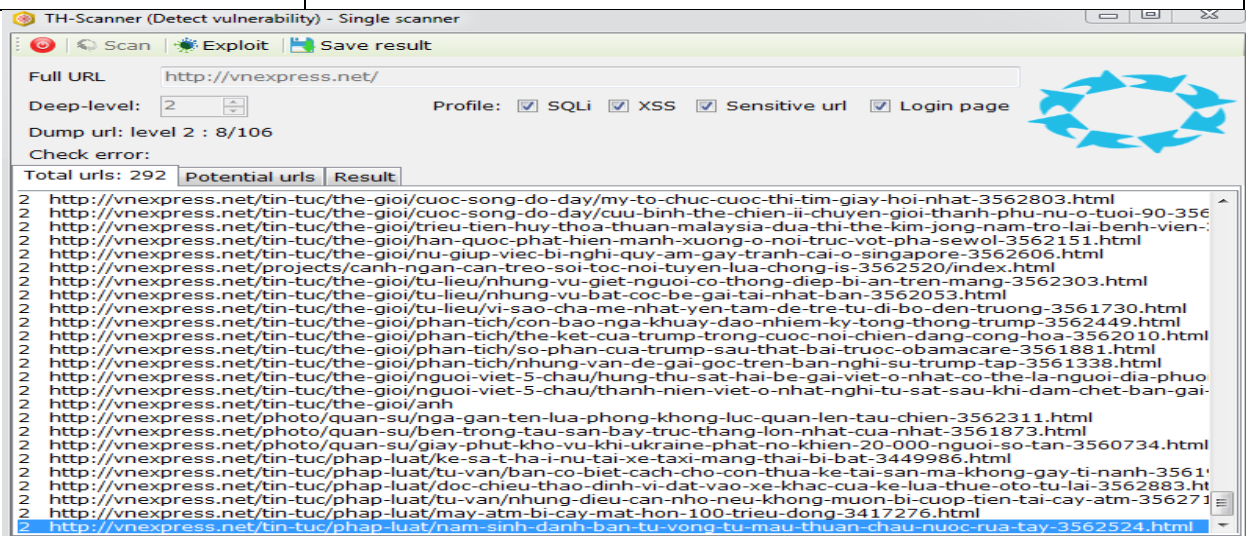 TH-Scanner (Detect vulnerability) - Single scanner
Scan Exploit Save result
Full URL http://vnexpress.net/
Deep-level: 2 Profile: SQLi XSS Sensitive url Login page
Dump url: level 2 : 8/106
Check error:
Total urls: 292 Potential urls Result
2 http://vnexpress.net/tin-tuc/the-gioi/cuoc-song-do-day/my-to-chuc-cuoc-thi-tim-giay-hoi-nhat-3562803.html
2 http://vnexpress.net/tin-tuc/the-gioi/cuoc-song-do-day/cuu-binh-the-chien-ii-chuyen-gioi-thanh-phu-nu-o-tuoi-90-356
2 http://vnexpress.net/tin-tuc/the-gioi/trieu-tien-huy-thoa-thuan-malaysia-dua-thi-the-kim-jong-nam-tro-lai-benh-vien-
2 http://vnexpress.net/tin-tuc/the-gioi/han-quoc-phat-hien-manh-xuong-o-noi-truc-vot-pha-sewol-3562151.html
2 http://vnexpress.net/tin-tuc/the-gioi/nu-giup-viec-bi-nghi-quy-am-gay-tranh-cai-o-singapore-3562606.html
2 http://vnexpress.net/projects/canh-ngan-can-treo-soi-toc-noi-tuyen-lua-chong-is-3562520/index.html
2 http://vnexpress.net/tin-tuc/the-gioi/tu-lieu/nhung-vu-giet-nguoi-co-thong-diep-bi-an-tren-mang-3562303.html
2 http://vnexpress.net/tin-tuc/the-gioi/tu-lieu/nhung-vu-bat-coc-be-gai-tai-nhat-ban-3562053.html
2 http://vnexpress.net/tin-tuc/the-gioi/tu-lieu/vi-sao-cha-me-nhat-yen-tam-de-tre-tu-di-bo-den-truong-3561730.html
2 http://vnexpress.net/tin-tuc/the-gioi/phan-tich/con-bao-nga-khuay-dao-nhiem-ky-tong-thong-trump-3562449.html
2 http://vnexpress.net/tin-tuc/the-gioi/phan-tich/the-ket-cua-trump-trong-cuoc-noi-chien-dang-cong-hoa-3562010.html
2 http://vnexpress.net/tin-tuc/the-gioi/phan-tich/so-phan-cua-trump-sau-that-bai-truoc-obamacare-3561881.html
2 http://vnexpress.net/tin-tuc/the-gioi/phan-tich/nhung-van-de-gai-goc-tren-ban-nghi-su-trump-tap-3561338.html
2 http://vnexpress.net/tin-tuc/the-gioi/nguoi-viet-5-chau/hung-thu-sat-hai-be-gai-viet-o-nhat-co-the-la-nguoi-dia-phuo
2 http://vnexpress.net/tin-tuc/the-gioi/nguoi-viet-5-chau/thanh-nien-viet-o-nhat-nghi-tu-sat-sau-khi-dam-chet-ban-gai-
2 http://vnexpress.net/tin-tuc/the-gioi/anh
2 http://vnexpress.net/photo/quan-su/nga-gan-ten-lua-phong-khong-luc-quan-len-tau-chien-3562311.html
2 http://vnexpress.net/photo/quan-su/ben-trong-tau-san-bay-truc-thang-lon-nhat-cua-nhat-3561873.html
2 http://vnexpress.net/photo/quan-su/giay-phut-kho-vu-khi-ukraine-phat-no-khien-20-000-nguoi-so-tan-3560734.html
2 http://vnexpress.net/tin-tuc/phap-luat/ke-sa-t-ha-i-nu-tai-xe-taxi-mang-thai-bi-bat-3449986.html
2 http://vnexpress.net/tin-tuc/phap-luat/tu-van/ban-co-biet-cach-cho-con-thua-ke-tai-san-ma-khong-gay-ti-nanh-3561
2 http://vnexpress.net/tin-tuc/phap-luat/doc-chieu-thao-dinh-vi-dat-vao-xe-khac-cua-ke-lua-thue-oto-tu-lai-3562883.ht
2 http://vnexpress.net/tin-tuc/phap-luat/tu-van/nhung-dieu-can-nho-neu-khong-muon-bi-cuop-tien-tai-cay-atm-356271
2 http://vnexpress.net/tin-tuc/phap-luat/may-atm-bi-cay-mat-hon-100-trieu-dong-3417276.html
2 http://vnexpress.net/tin-tuc/phap-luat/nam-sinh-danh-ban-tu-vong-tu-mau-thuan-chau-nuoc-rua-tay-3562524.html